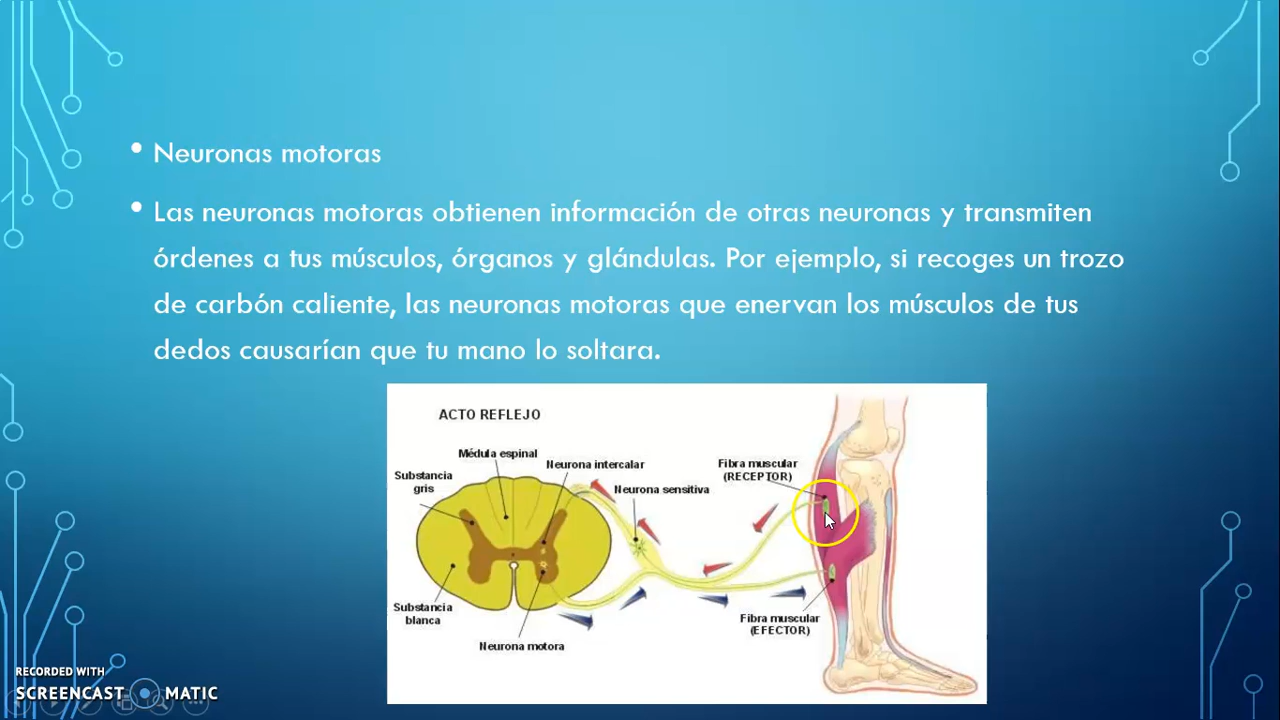 Neuronas motoras
Las neuronas motoras obtienen información de otras neuronas y transmiten
órdenes a tus músculos, órganos y glándulas. Por ejemplo, si recoges un trozo
de carbón caliente, las neuronas motoras que enervan los músculos de tus
dedos causarían que tu mano lo soltara.
ACTO REFLEJO
Médula espinal
Neurona intercalar
Substancia
gris
Neurona sensitiva
Fibra muscular
(RECEPTOR)
Substancia
blanca
Neurona motora
Fibra muscular
(EFECTOR)
RECORDED WITH
SCREENCAST MATIC